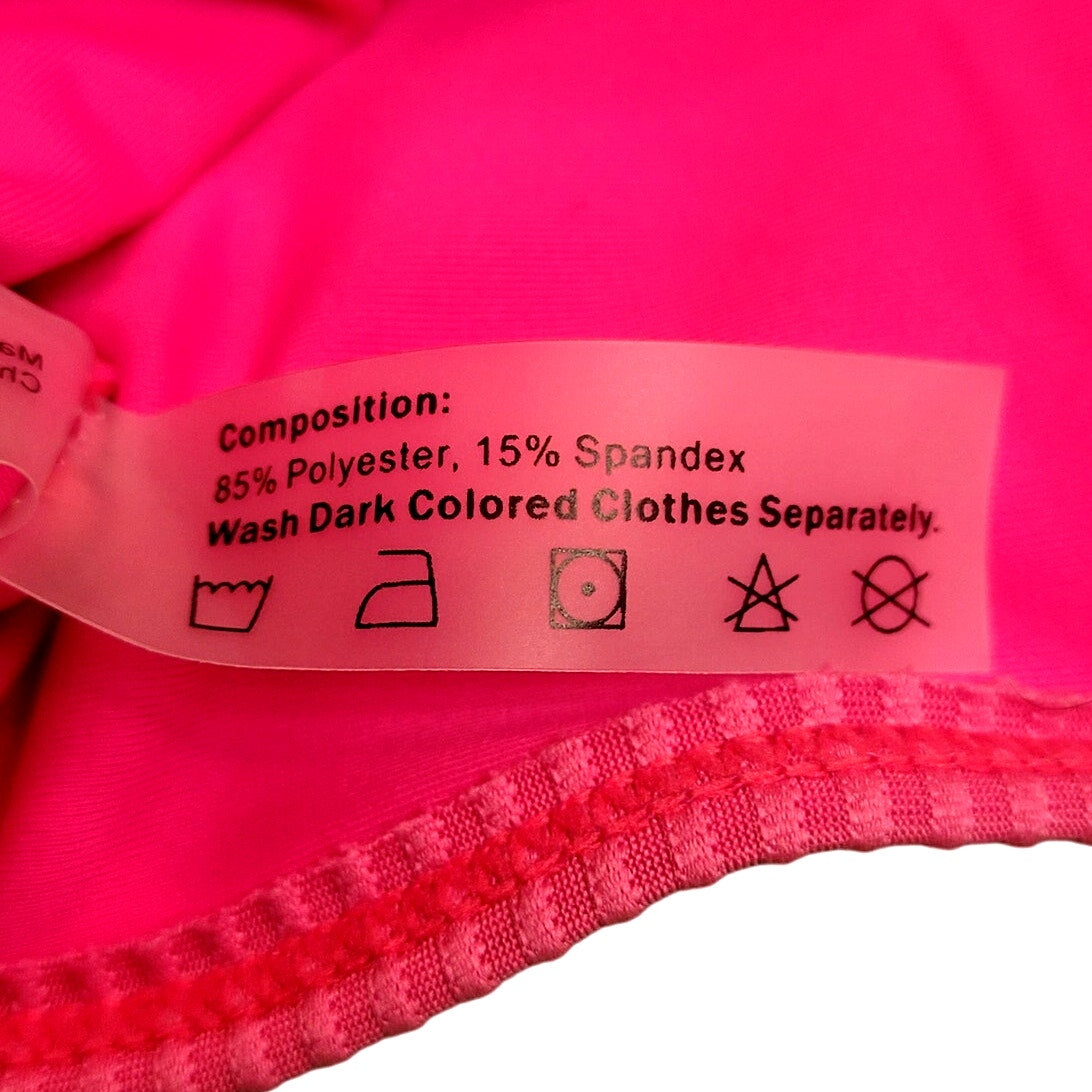 Composition:
85% Polyester, 15% Spandex
Wash Dark Colored Clothes Separately.